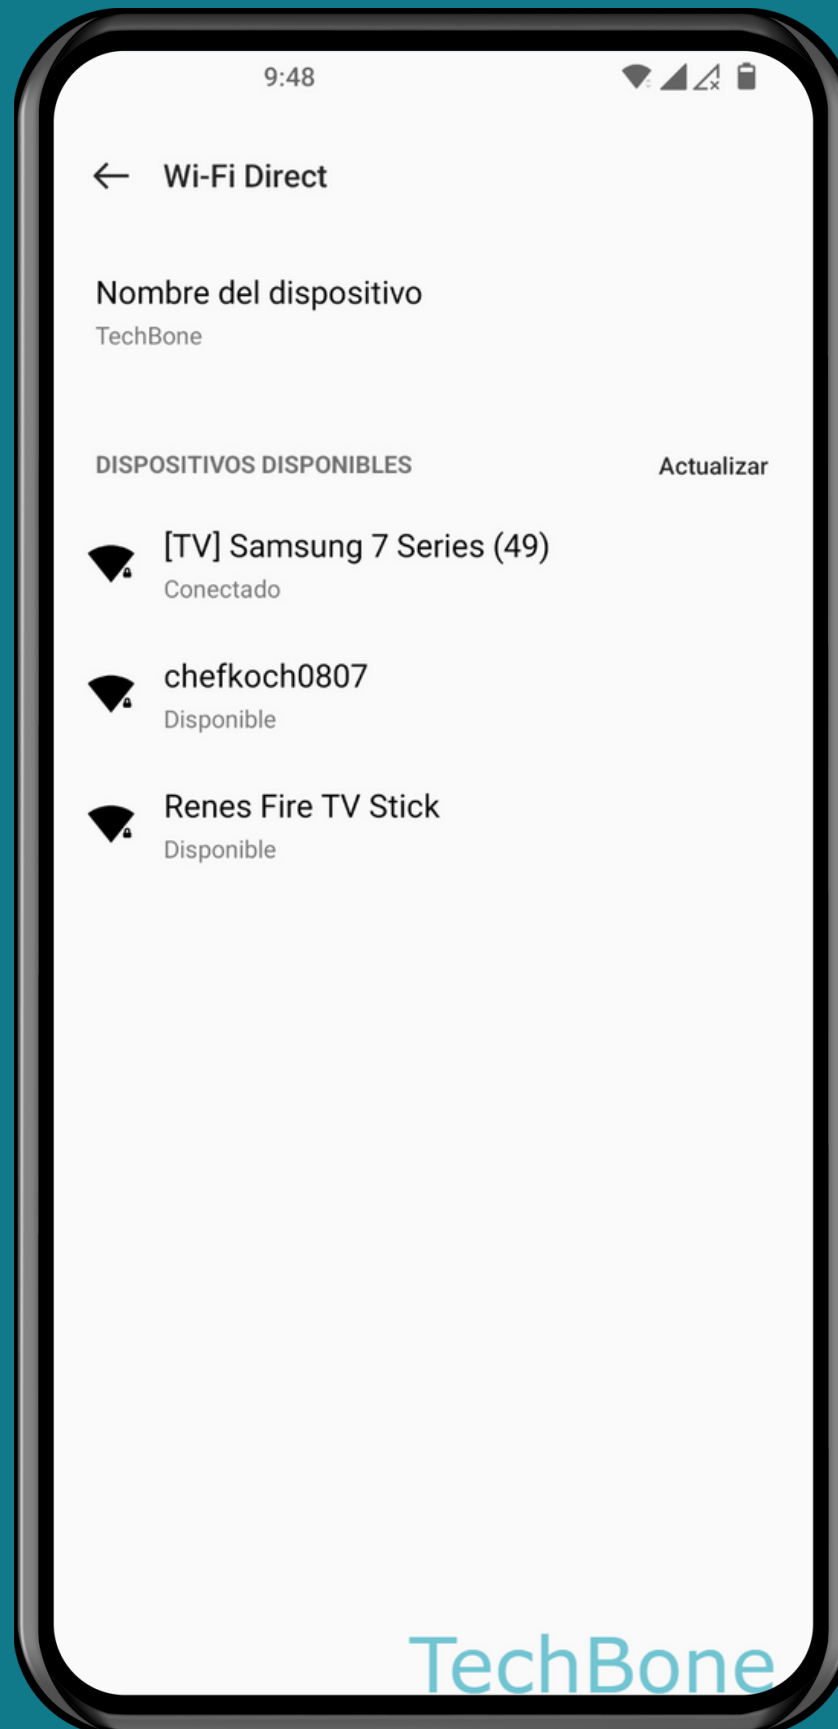 9:48
Wi-Fi Direct
Nombre del dispositivo
TechBone
DISPOSITIVOS DISPONIBLES Actualizar
[TV] Samsung 7 Series (49)
Conectado
chefkoch0807
Disponible
Renes Fire TV Stick
Disponible
TechBone